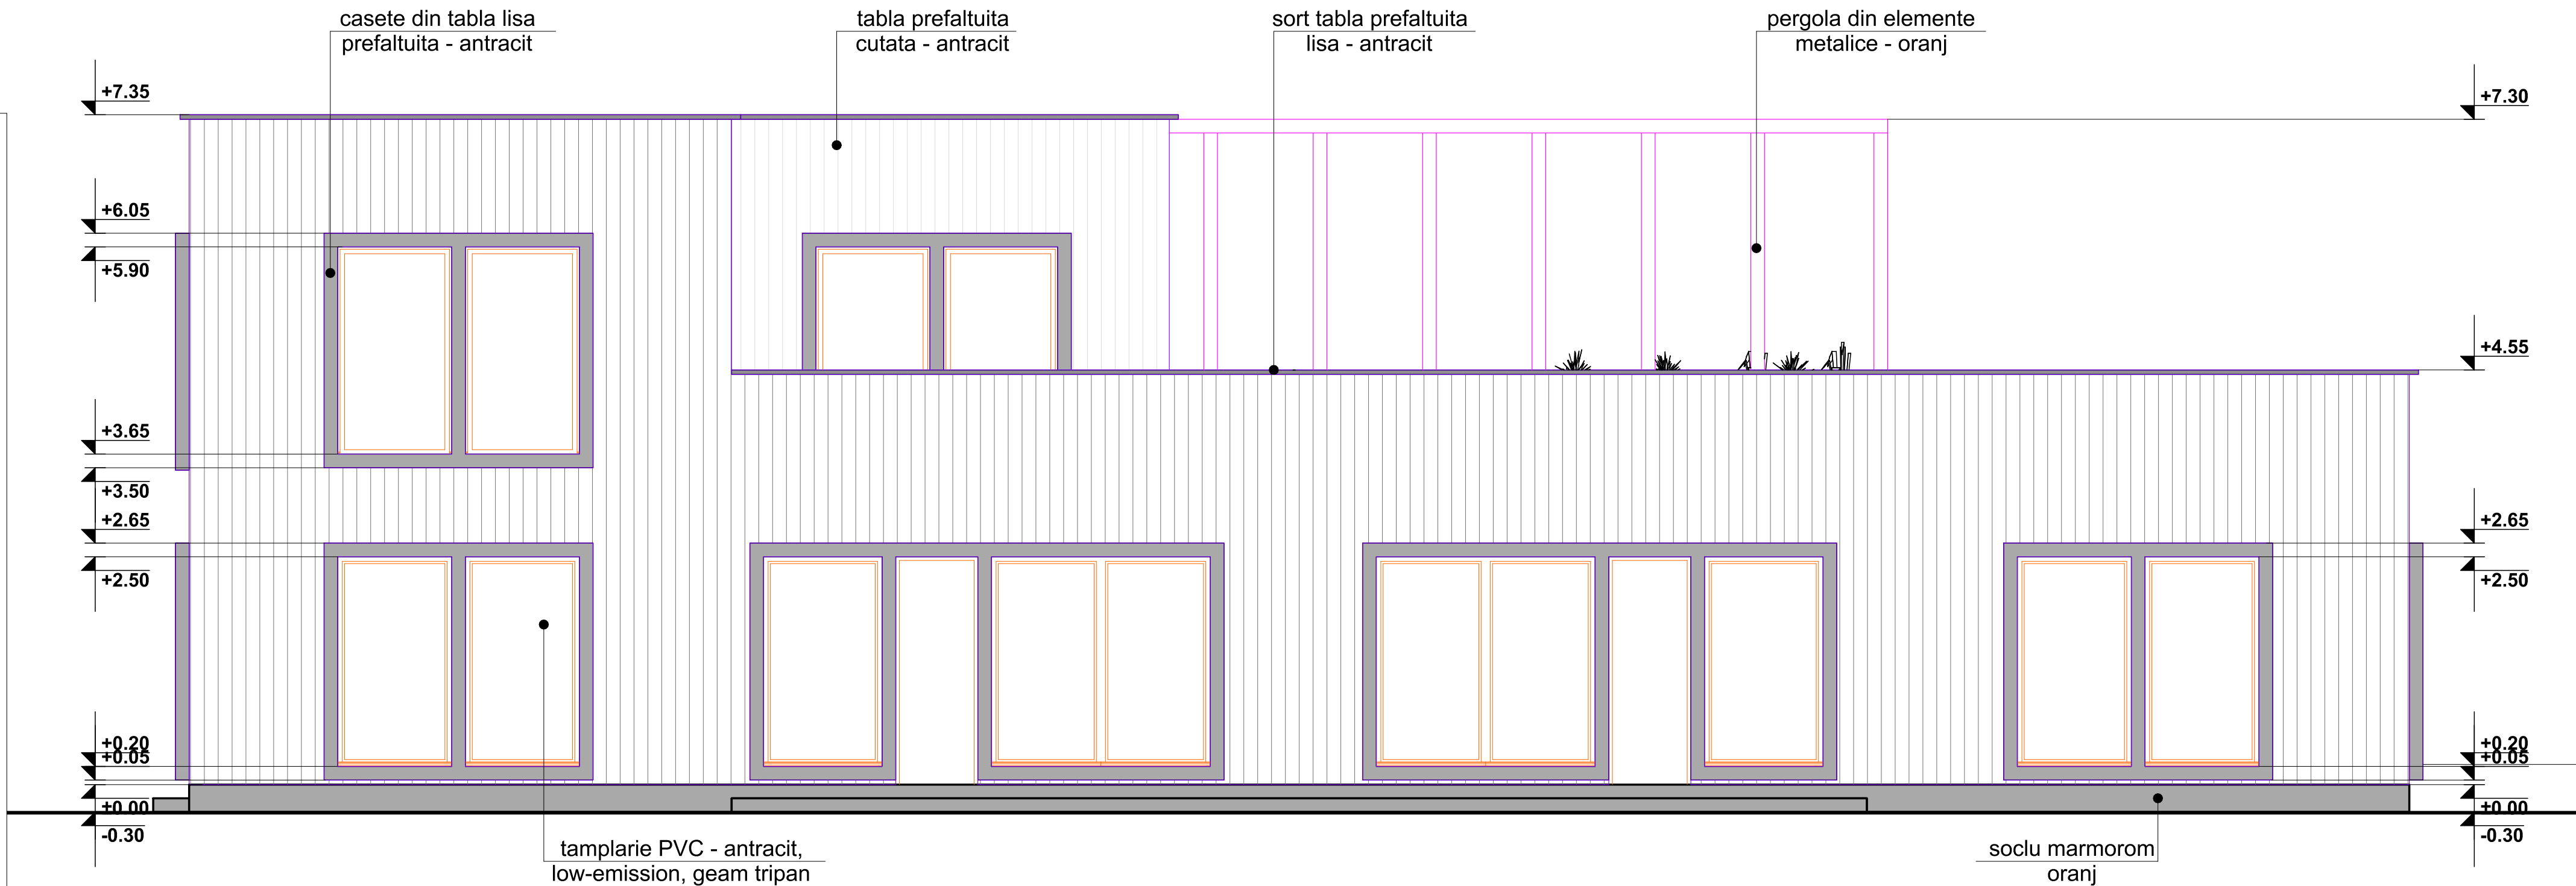 casete din tabla lisa
prefaltuita - antracit
tabla prefaltuita
cutata - antracit
sort tabla prefaltuita
lisa - antracit
pergola din elemente
metalice - oranj
+7.35
+7.30
+6.05
+5.90
+4.55
+3.65
+3.50
+2.65
+2.65
+2.50
+2.50
+0.20
+0.05
+0.20
+0.05
+0.00
-0.30
+0.00
-0.30
tamplarie PVC - antracit,
low-emission, geam tripan
soclu marmorom
oranj